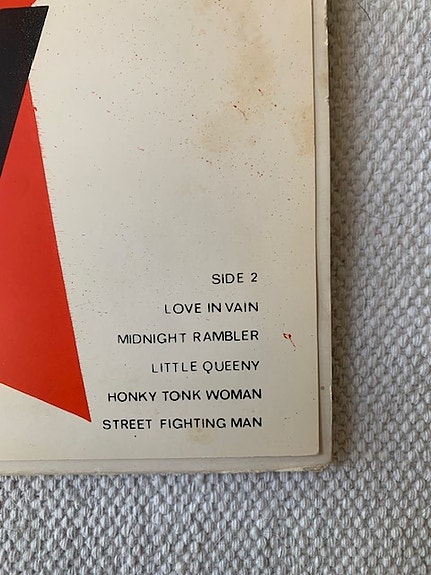 SIDE 2
LOVE IN VAIN
MIDNIGHT RAMBLER
LITTLE QUEENY
HONKY TONK WOMAN
STREET FIGHTING MAN